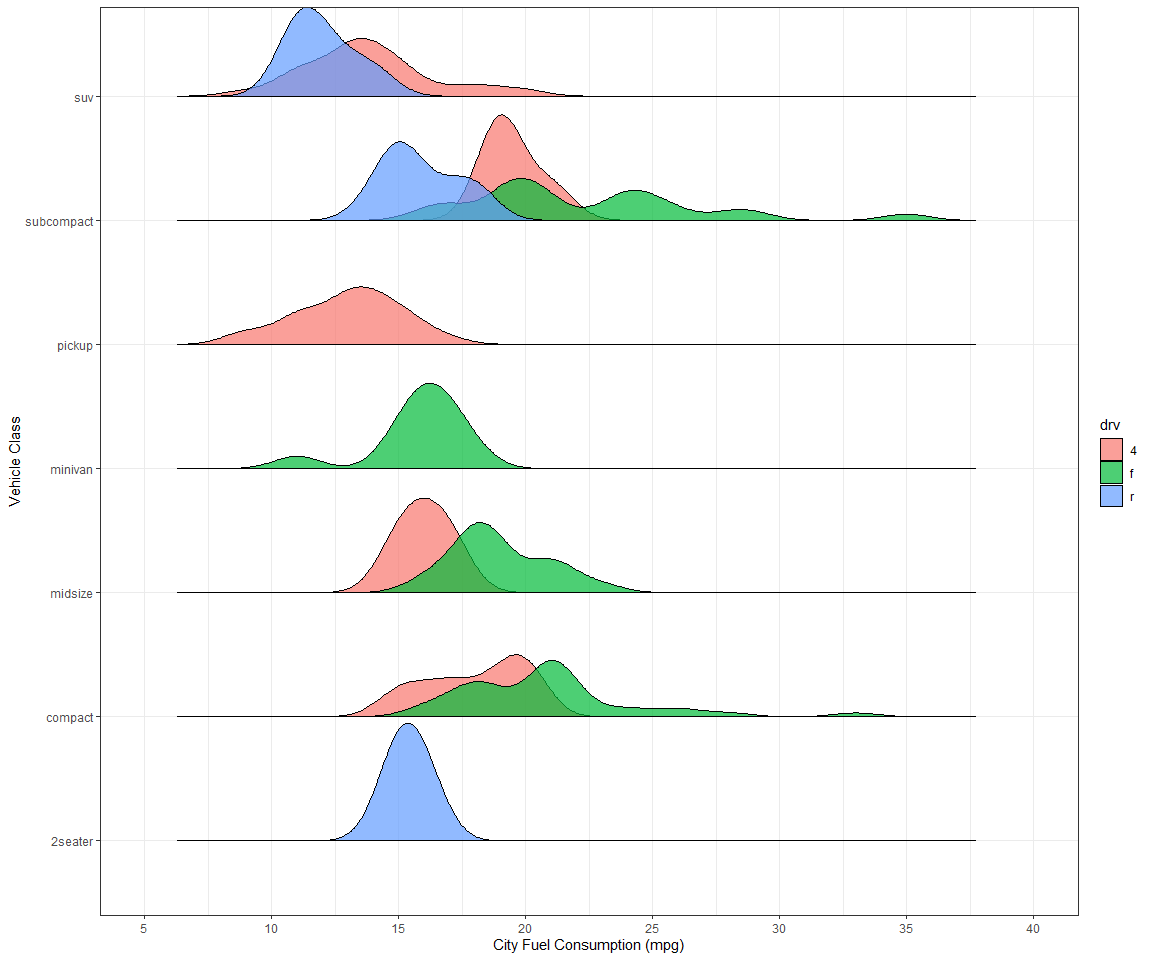 suv
subcompact
pickup
minivan
midsize
compact
2seater
Vehicle Class
5 10 15 20 25 30 35 40
City Fuel Consumption (mpg)
drv
4
f
r